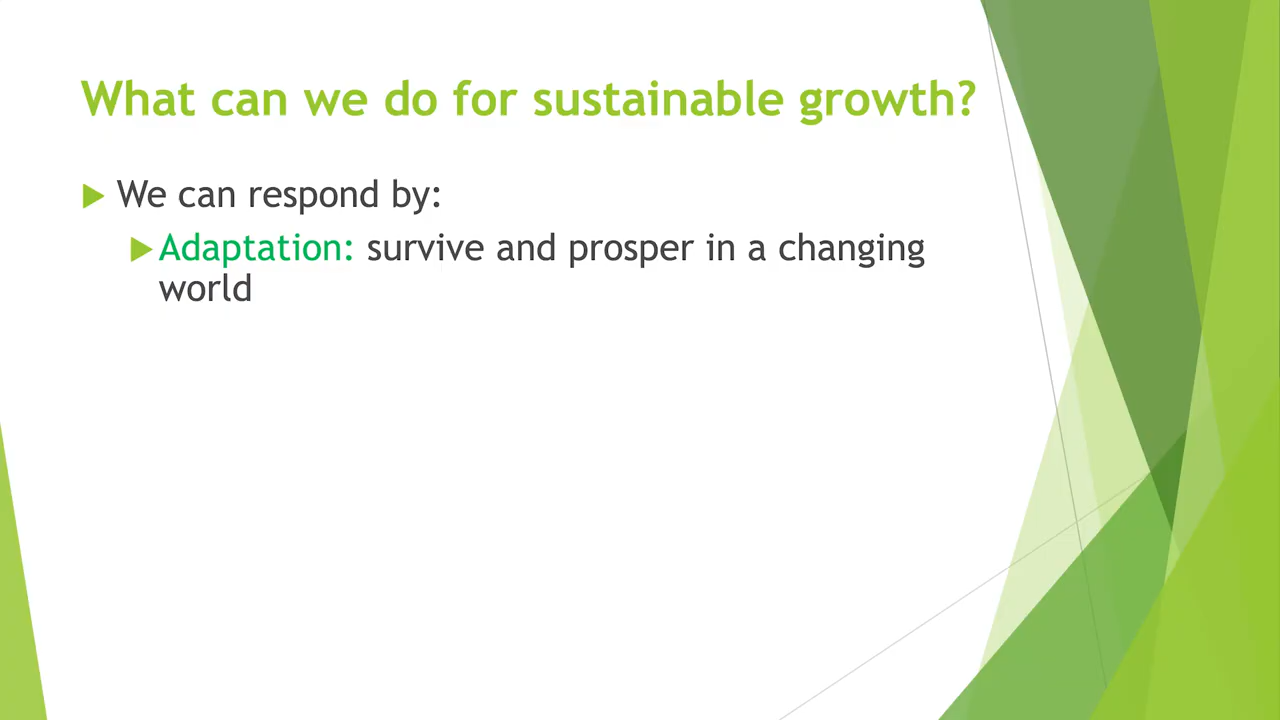 What can we do for sustainable growth?
We can respond by:
Adaptation: survive and prosper in a changing
world